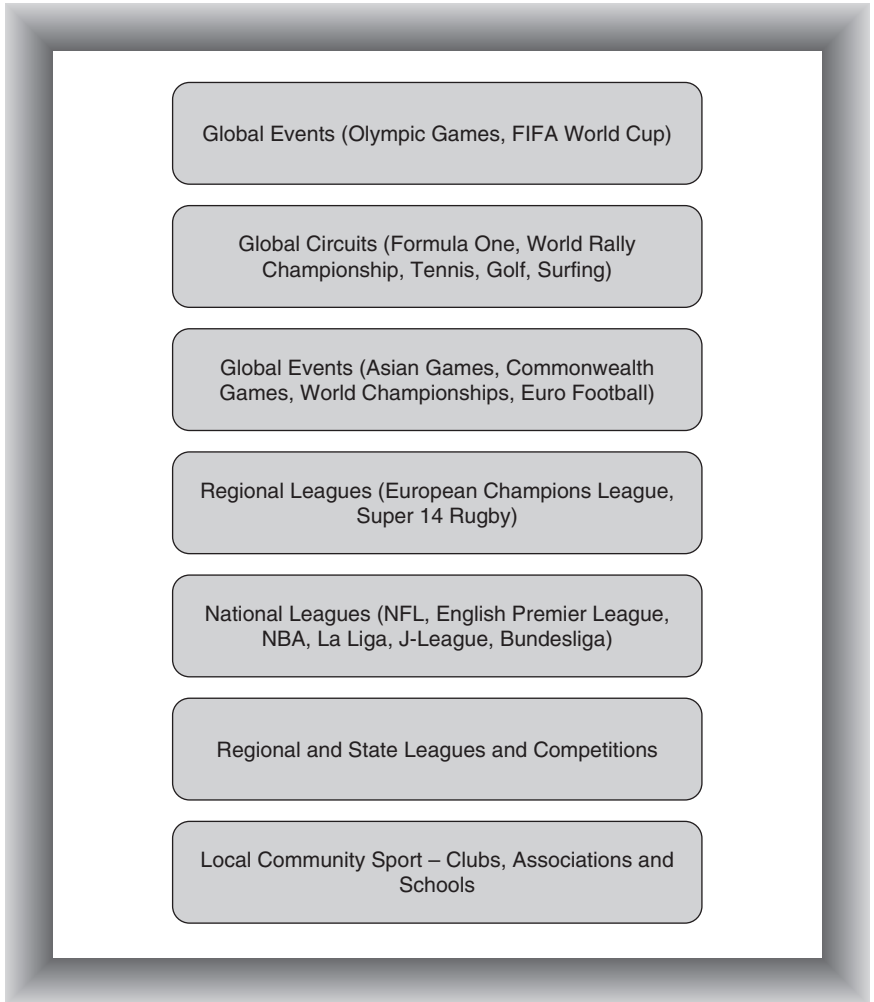 Global Events (Olympic Games, FIFA World Cup)
Global Circuits (Formula One, World Rally
Championship, Tennis, Golf, Surfing)
Global Events (Asian Games, Commonwealth
Games, World Championships, Euro Football)
Regional Leagues (European Champions League,
Super 14 Rugby)
National Leagues (NFL, English Premier League,
NBA, La Liga, J-League, Bundesliga)
Regional and State Leagues and Competitions
Local Community Sport – Clubs, Associations and
Schools